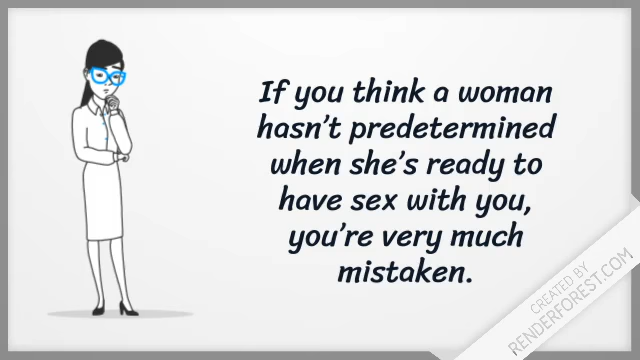 If you think a woman
hasn't predetermined
when she's ready to
have sex with you,
you're very much
mistaken.
CREATED BY
RENDERFOREST.COM